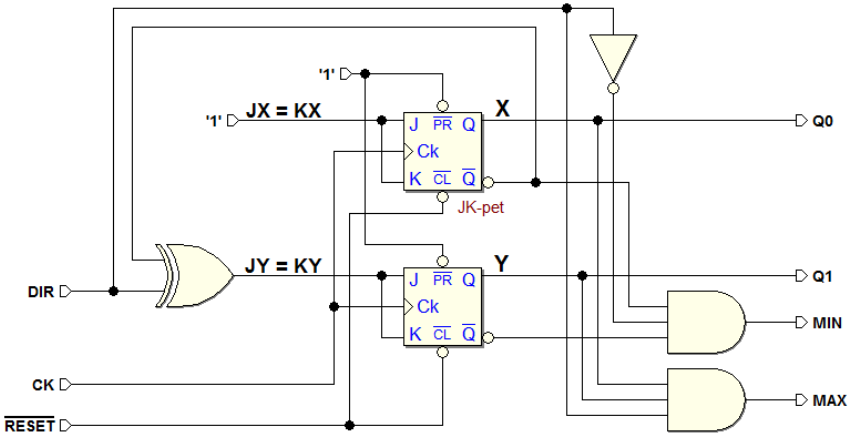 '1'
'1' JX = KX
J PR Q
X
Q0
Ck
K CL Q
JK-pet
DIR
JY = KY
J PR Q
Y
Q1
Ck
K CL Q
MIN
CK
RESET
MAX